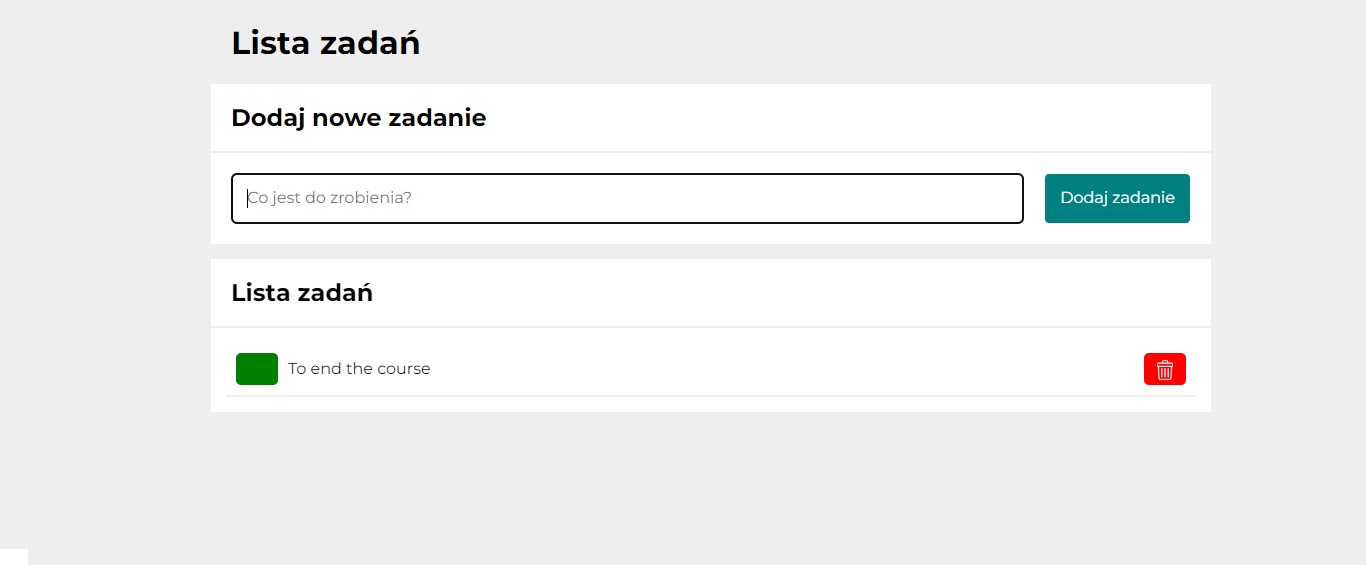 Lista zadań
Dodaj nowe zadanie
Co jest do zrobienia?
Dodaj zadanie
Lista zadań
To end the course